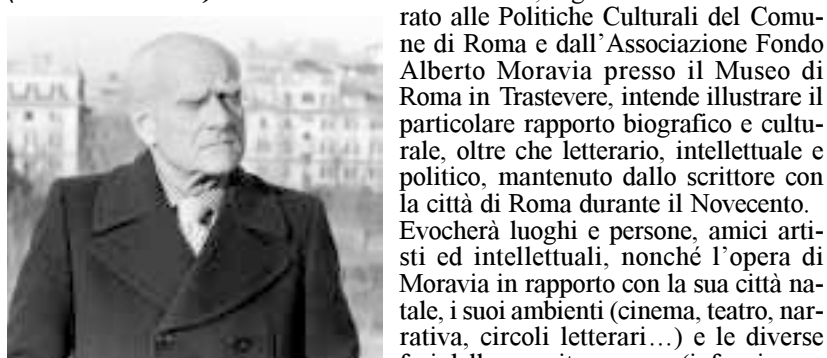 rato alle Politiche Culturali del Comu-
ne di Roma e dall’Associazione Fondo
Alberto Moravia presso il Museo di
Roma in Trastevere, intende illustrare il
particolare rapporto biografico e cultu-
rale, oltre che letterario, intellettuale e
politico, mantenuto dallo scrittore con
la città di Roma durante il Novecento.
Evocherà luoghi e persone, amici arti-
sti ed intellettuali, nonché l’opera di
Moravia in rapporto con la sua città na-
tale, i suoi ambienti (cinema, teatro, nar-
rativa, circoli letterari…) e le diverse